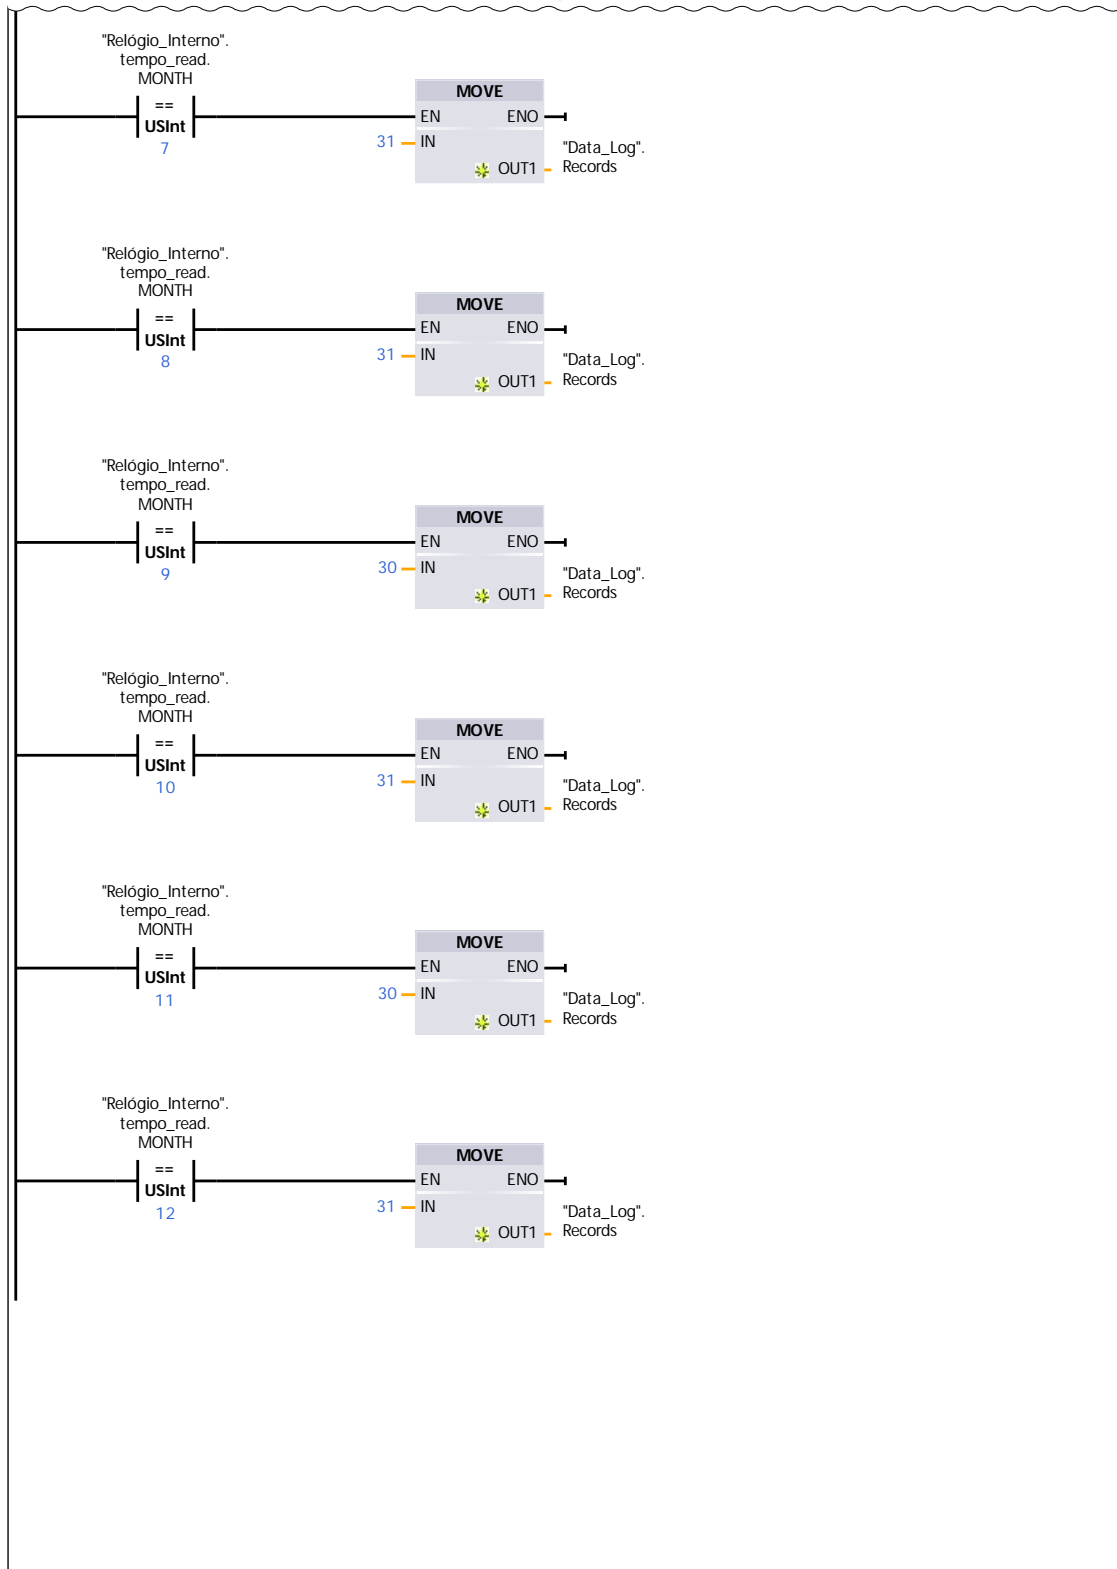 "Relógio_Interno".
tempo_read.
MONTH
==
USInt
7
MOVE
EN ENO
31 IN
OUT1
"Data_Log".
Records
"Relógio_Interno".
tempo_read.
MONTH
==
USInt
8
MOVE
EN ENO
31 IN
OUT1
"Data_Log".
Records
"Relógio_Interno".
tempo_read.
MONTH
==
USInt
9
MOVE
EN ENO
30 IN
OUT1
"Data_Log".
Records
"Relógio_Interno".
tempo_read.
MONTH
==
USInt
10
MOVE
EN ENO
31 IN
OUT1
"Data_Log".
Records
"Relógio_Interno".
tempo_read.
MONTH
==
USInt
11
MOVE
EN ENO
30 IN
OUT1
"Data_Log".
Records
"Relógio_Interno".
tempo_read.
MONTH
==
USInt
12
MOVE
EN ENO
31 IN
OUT1
"Data_Log".
Records